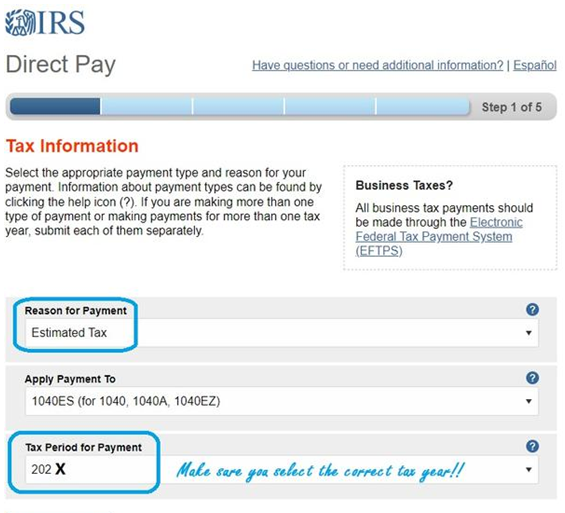 IRS
Direct Pay
Have questions or need additional information? | Español
Step 1 of 5
Tax Information
Select the appropriate payment type and reason for your
payment. Information about payment types can be found by
clicking the help icon (?). If you are making more than one
type of payment or making payments for more than one tax
year, submit each of them separately.
Business Taxes?
All business tax payments should
be made through the Electronic
Federal Tax Payment System
(EFTPS)
Reason for Payment ?
Estimated Tax
Apply Payment To ?
1040ES (for 1040, 1040A, 1040EZ)
Tax Period for Payment ?
202 X Make sure you select the correct tax year!!